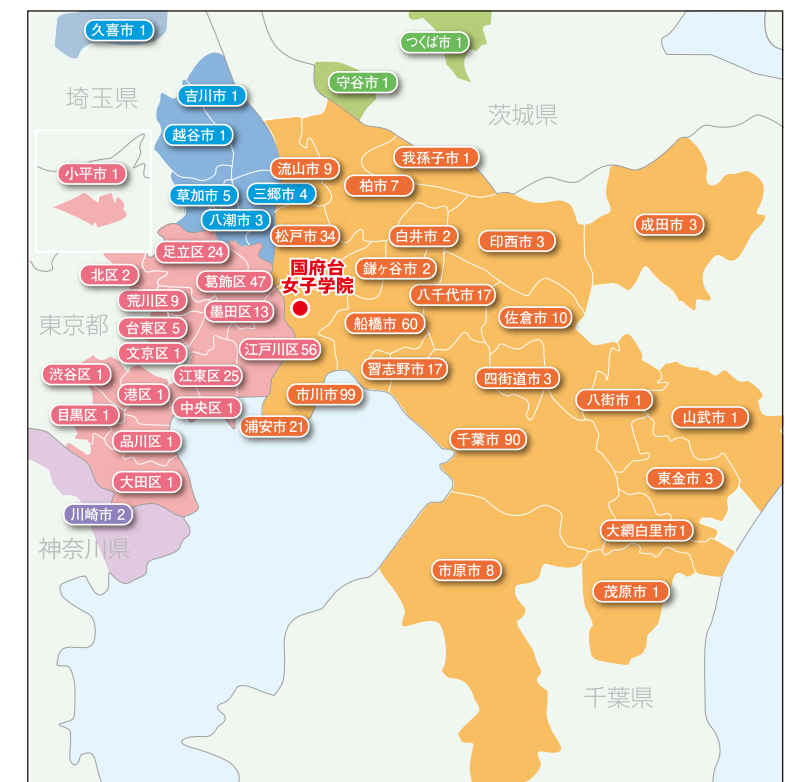 久喜市 1
つくば市 1
守谷市 1
埼玉県
吉川市 1
茨城県
越谷市 1
我孫子市 1
流山市 9
小平市 1
柏市 7
草加市 5
三郷市 4
八潮市 3
成田市 3
松戸市 34
白井市 2
印西市 3
足立区 24
国府台
女子学院
鎌ヶ谷市 2
北区 2
葛飾区 47
八千代市 17
荒川区 9
墨田区 13
佐倉市 10
東京都
台東区 5
船橋市 60
文京区 1
江戸川区 56
渋谷区 1
江東区 25
習志野市 17
四街道市 3
港区 1
市川市 99
八街市 1
目黒区 1
中央区 1
山武市 1
浦安市 21
品川区 1
千葉市 90
大田区 1
東金市 3
川崎市 2
大網白里市 1
神奈川県
市原市 8
茂原市 1
千葉県